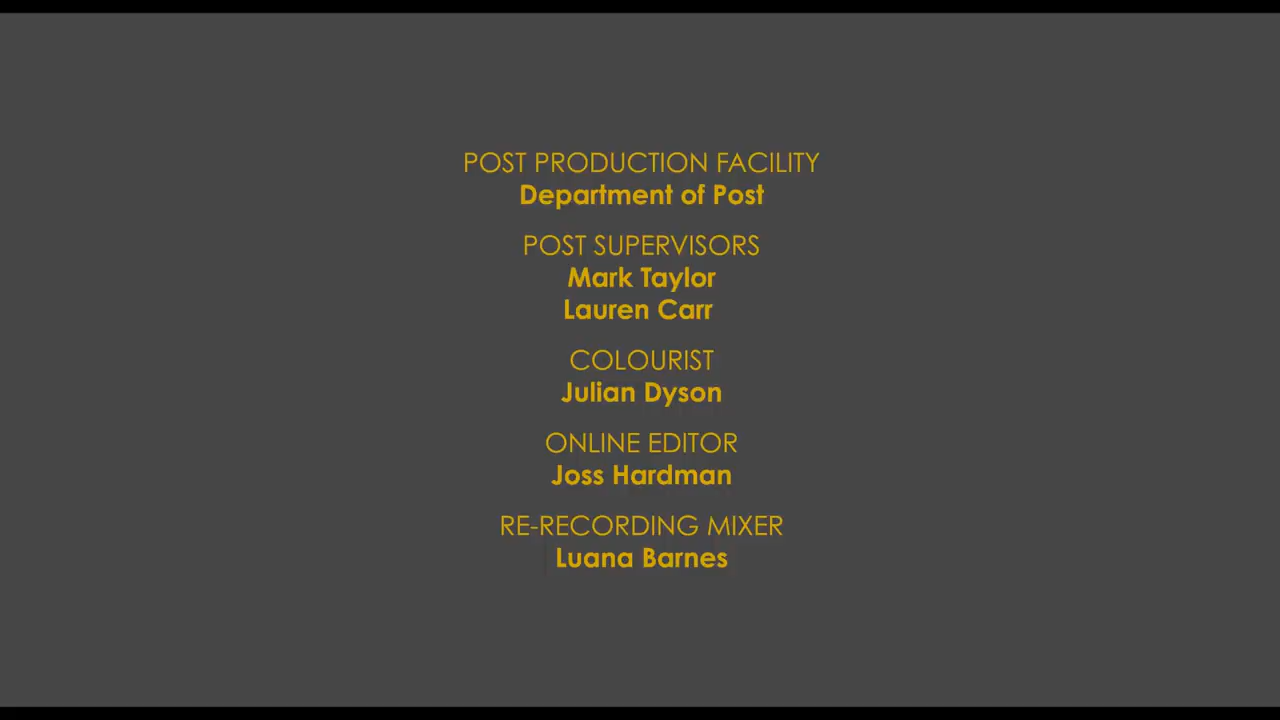 POST PRODUCTION FACILITY
Department of Post
POST SUPERVISORS
Mark Taylor
Lauren Carr
COLOURIST
Julian Dyson
ONLINE EDITOR
Joss Hardman
RE-RECORDING MIXER
Luana Barnes